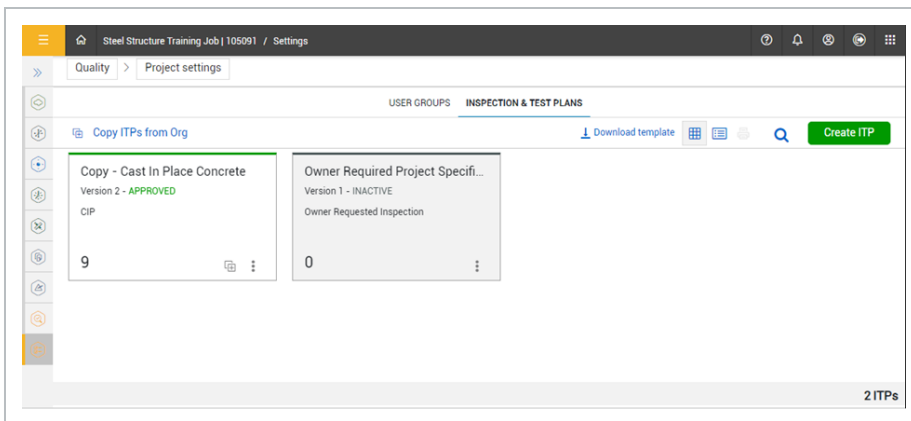 Steel Structure Training Job | 105091 / Settings
Quality > Project settings
USER GROUPS INSPECTION & TEST PLANS
Copy ITPs from Org Download template Create ITP
Copy - Cast In Place Concrete
Version 2 - APPROVED
CIP
9
Owner Required Project Specifi...
Version 1 - INACTIVE
Owner Requested Inspection
0
2 ITPs